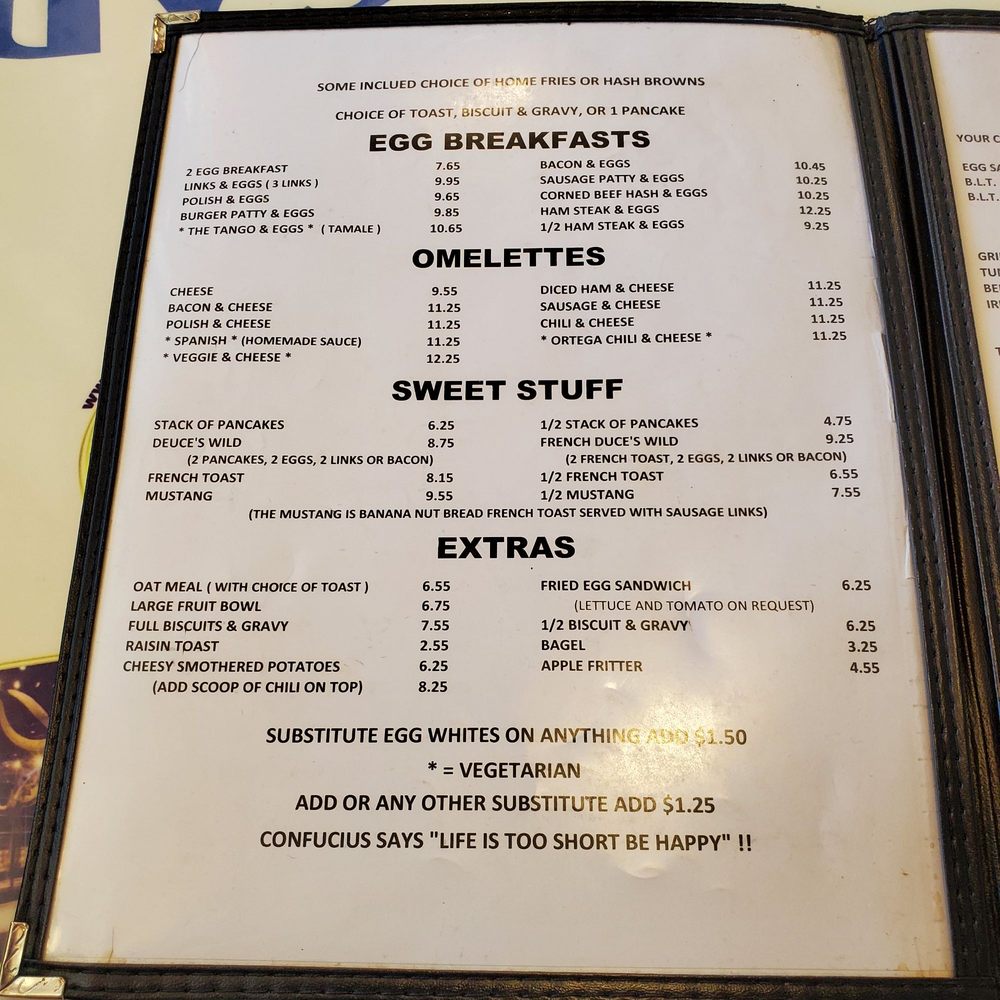 SOME INCLUED CHOICE OF HOME FRIES OR HASH BROWNS
CHOICE OF TOAST, BISCUIT & GRAVY, OR 1 PANCAKE
EGG BREAKFASTS
2 EGG BREAKFAST 7.65 BACON & EGGS 10.45
LINKS & EGGS ( 3 LINKS ) 9.95 SAUSAGE PATTY & EGGS 10.25
POLISH & EGGS 9.65 CORNED BEEF HASH & EGGS 10.25
BURGER PATTY & EGGS 9.85 HAM STEAK & EGGS 12.25
* THE TANGO & EGGS * ( TAMALE ) 10.65 1/2 HAM STEAK & EGGS 9.25
OMELETTES
CHEESE 9.55 DICED HAM & CHEESE 11.25
BACON & CHEESE 11.25 SAUSAGE & CHEESE 11.25
POLISH & CHEESE 11.25 CHILI & CHEESE 11.25
* SPANISH * (HOMEMADE SAUCE) 11.25 * ORTEGA CHILI & CHEESE * 11.25
* VEGGIE & CHEESE * 12.25
SWEET STUFF
STACK OF PANCAKES 6.25 1/2 STACK OF PANCAKES 4.75
DEUCE'S WILD 8.75 FRENCH DUCE'S WILD 9.25
(2 PANCAKES, 2 EGGS, 2 LINKS OR BACON) (2 FRENCH TOAST, 2 EGGS, 2 LINKS OR BACON)
FRENCH TOAST 8.15 1/2 FRENCH TOAST 6.55
MUSTANG 9.55 1/2 MUSTANG 7.55
(THE MUSTANG IS BANANA NUT BREAD FRENCH TOAST SERVED WITH SAUSAGE LINKS)
EXTRAS
OAT MEAL ( WITH CHOICE OF TOAST ) 6.55 FRIED EGG SANDWICH 6.25
LARGE FRUIT BOWL 6.75 (LETTUCE AND TOMATO ON REQUEST)
FULL BISCUITS & GRAVY 7.55 1/2 BISCUIT & GRAVY 6.25
RAISIN TOAST 2.55 BAGEL 3.25
CHEESY SMOTHERED POTATOES 6.25 APPLE FRITTER 4.55
(ADD SCOOP OF CHILI ON TOP) 8.25
SUBSTITUTE EGG WHITES ON ANYTHING ADD $1.50
* = VEGETARIAN
ADD OR ANY OTHER SUBSTITUTE ADD $1.25
CONFUCIUS SAYS "LIFE IS TOO SHORT BE HAPPY" !!
YOUR
EGG
B.L.T.
B.L.T.